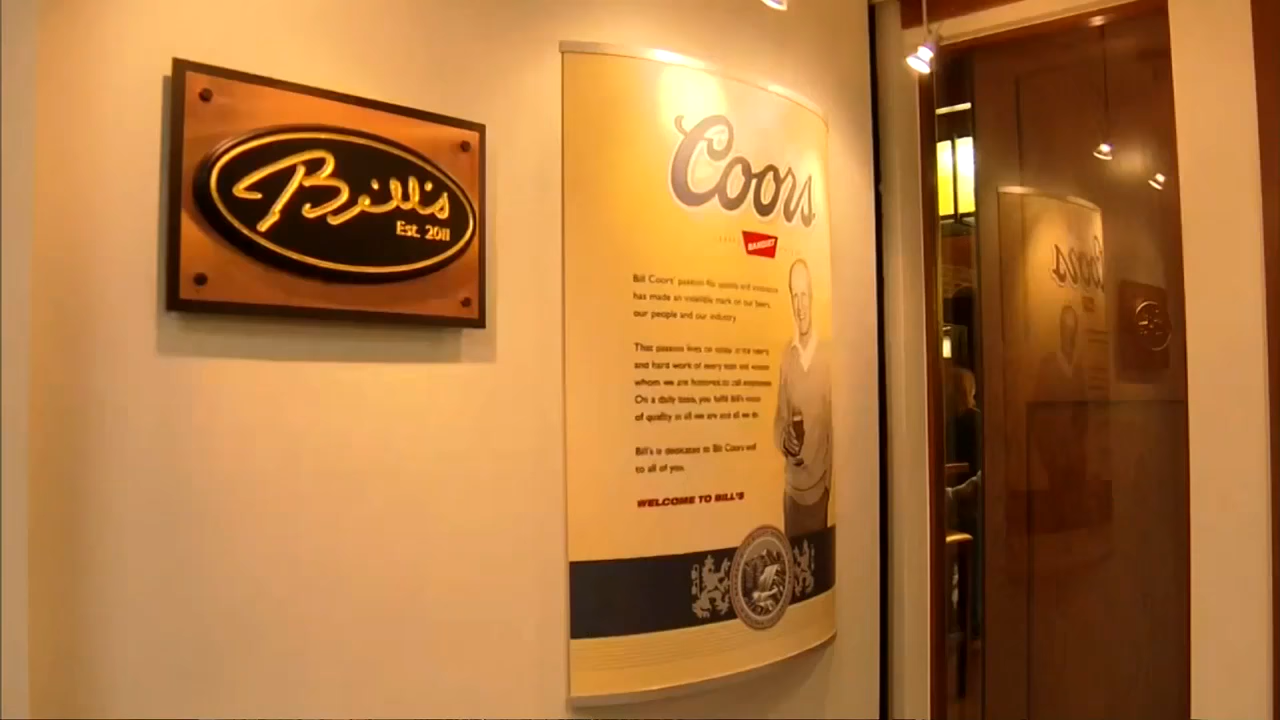 Bill's
Est. 2011
Coors
BANQUET
Bill Coors' passion for quality and
has made an indelible mark on our beers,
our people and our industry.
That passion lives on today in the hearts
and hard work of every man and woman
whom we are honored to call employees.
On a daily basis, you fulfill Bill's vision
of quality in all we are and all we do.
Bill's is dedicated to Bill Coors and
to all of you.
WELCOME TO BILL'S
Coors